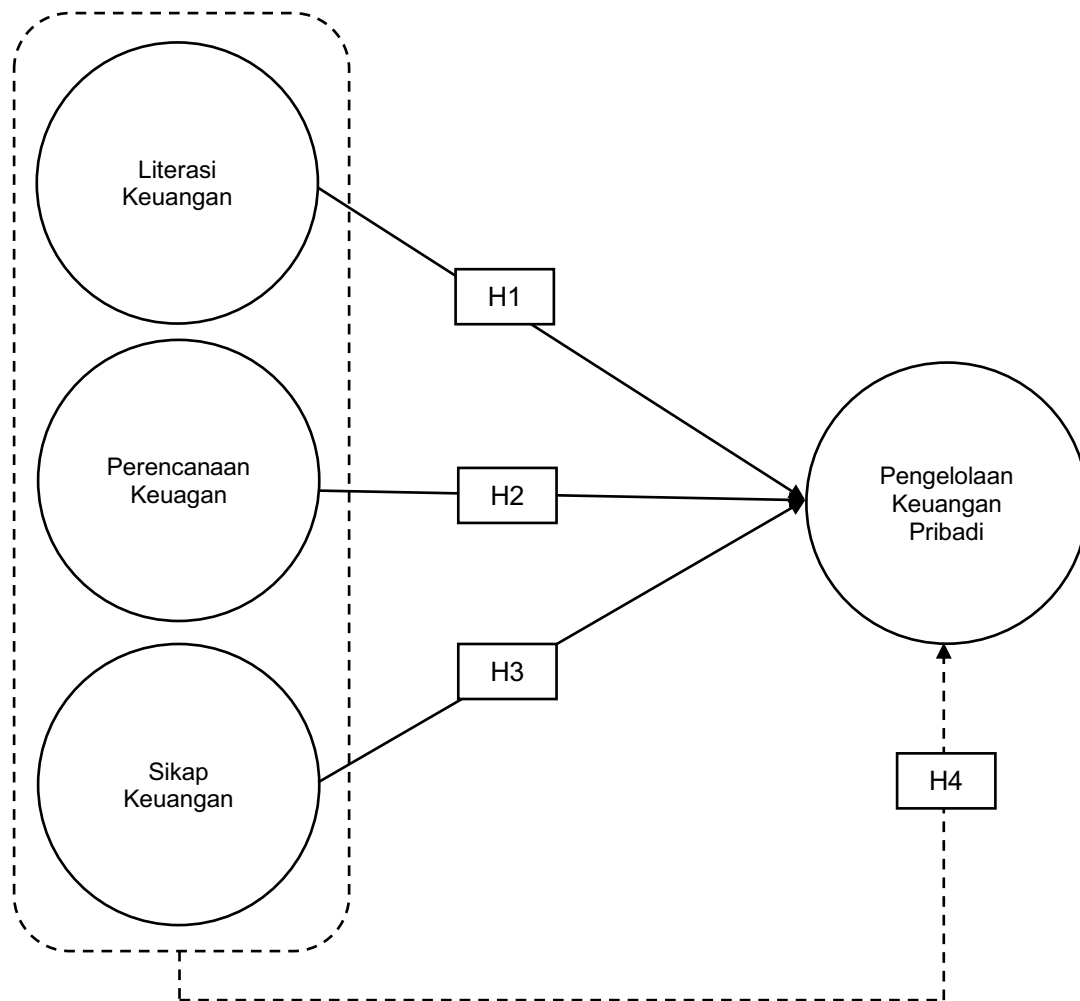 Literasi
Keuangan
H1
Perencanaan
Keuagan
H2
Pengelolaan
Keuangan
Pribadi
H3
Sikap
Keuangan
H4